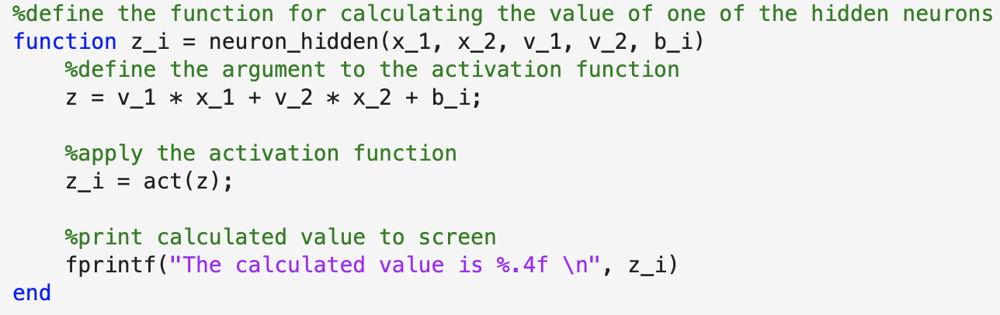 %define the function for calculating the value of one of the hidden neurons
function z_i = neuron_hidden(x_1, x_2, v_1, v_2, b_i)
    %define the argument to the activation function
    z = v_1 * x_1 + v_2 * x_2 + b_i;

    %apply the activation function
    z_i = act(z);

    %print calculated value to screen
    fprintf("The calculated value is %.4f \n", z_i)
end